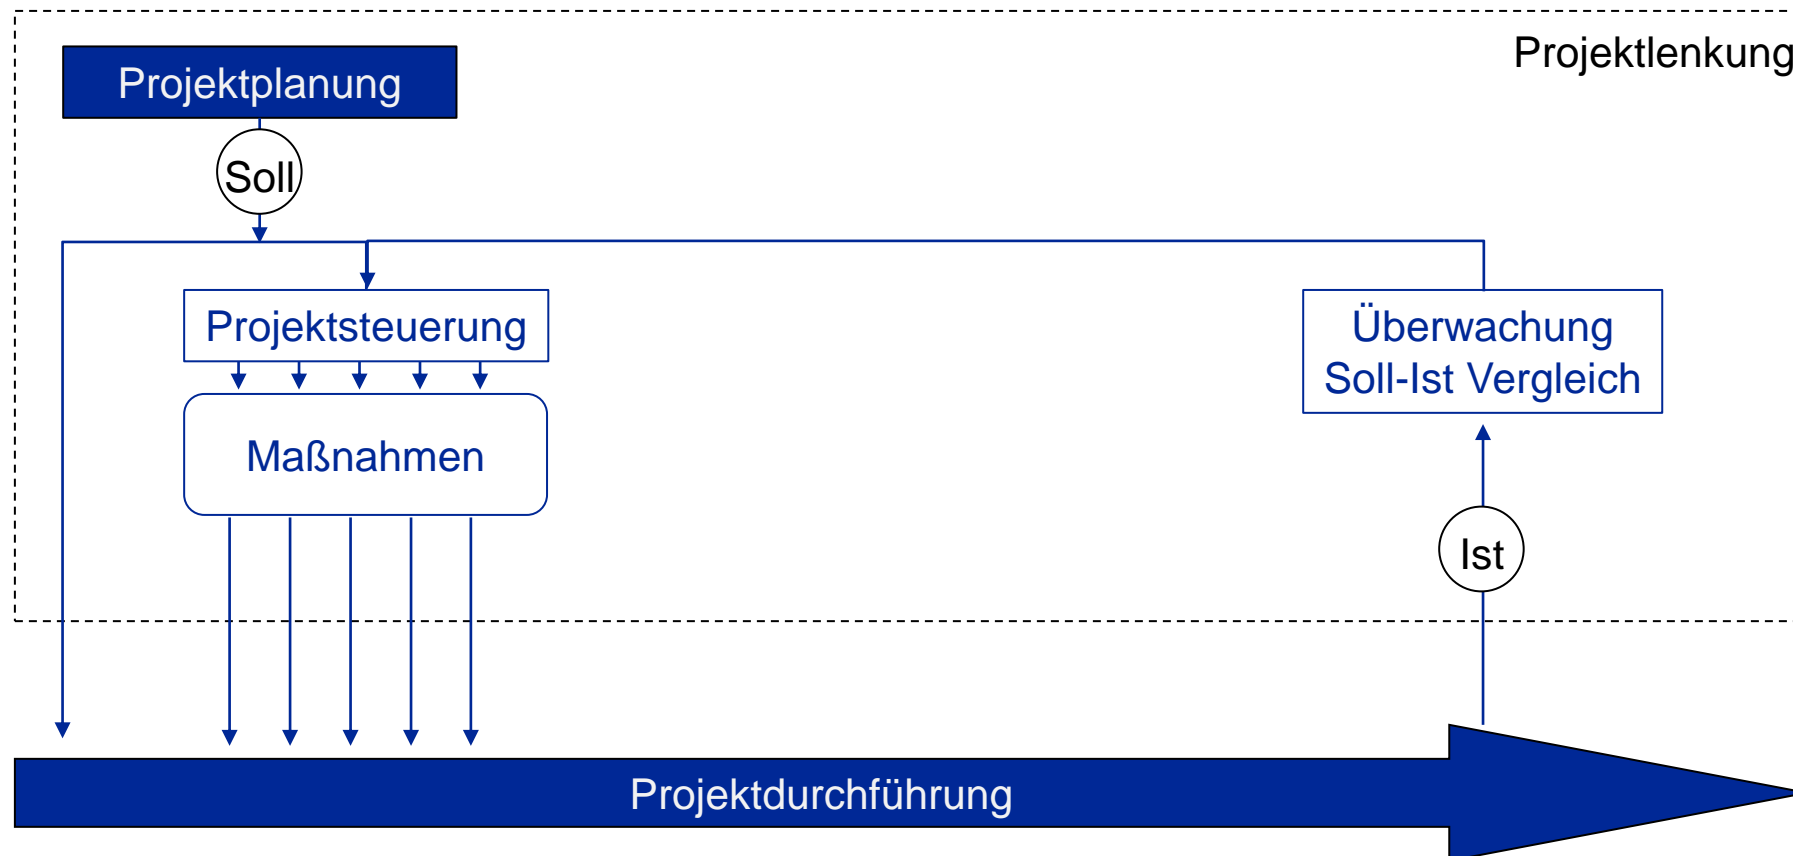 Projektlenkung
Projektplanung
Soll
Projektsteuerung
Überwachung
Soll-Ist Vergleich
Maßnahmen
Ist
Projektdurchführung